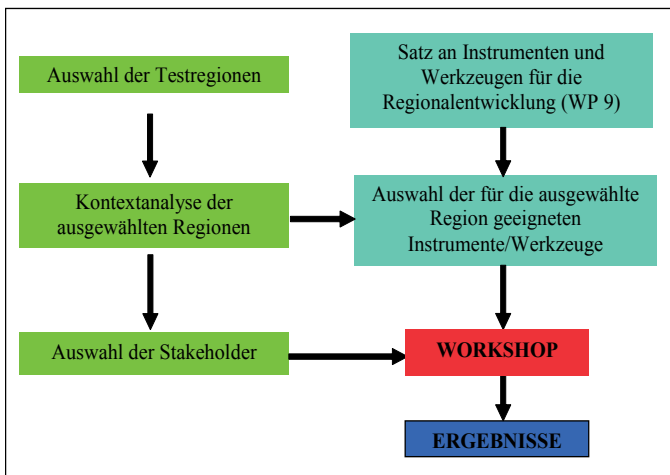 Auswahl der Testregionen
Satz an Instrumenten und
Werkzeugen für die
Regionalentwicklung (WP 9)
Kontextanalyse der
ausgewählten Regionen
Auswahl der für die ausgewählte
Region geeigneten
Instrumente/Werkzeuge
Auswahl der Stakeholder
WORKSHOP
ERGEBNISSE